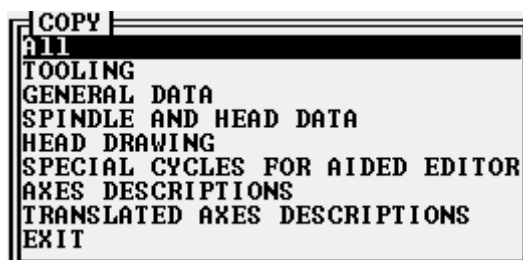 COPY
All
TOOLING
GENERAL DATA
SPINDLE AND HEAD DATA
HEAD DRAWING
SPECIAL CYCLES FOR AIDED EDITOR
AXES DESCRIPTIONS
TRANSLATED AXES DESCRIPTIONS
EXIT